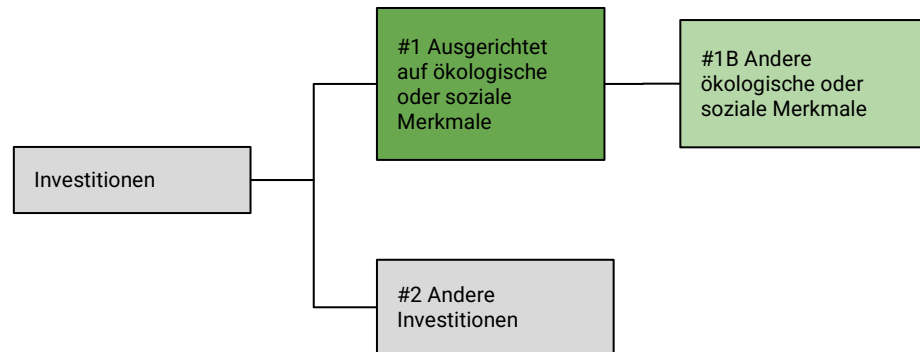 #1 Ausgerichtet
auf ökologische
oder soziale
Merkmale
#1B Andere
ökologische oder
soziale Merkmale
Investitionen
#2 Andere
Investitionen